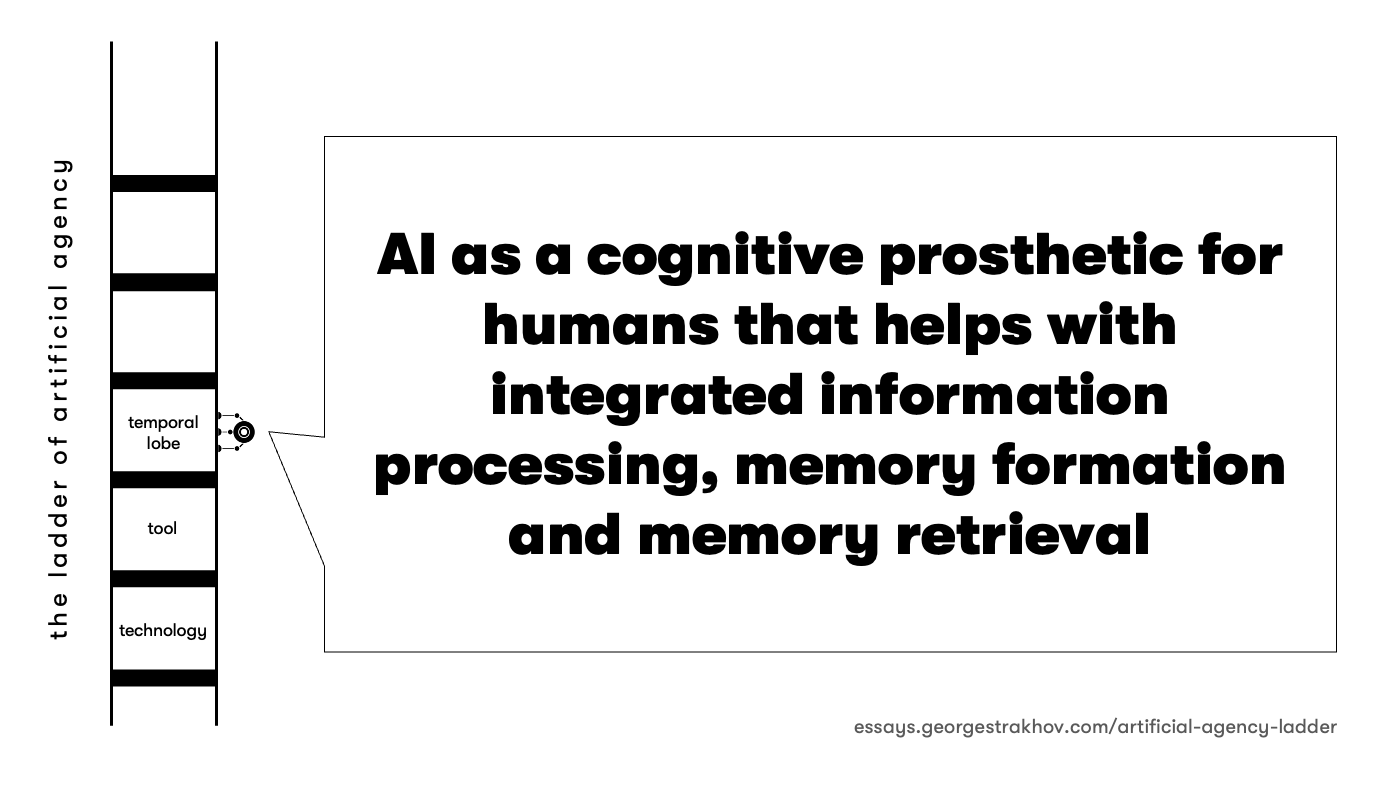 the ladder of artificial agency
temporal
lobe
tool
technology
AI as a cognitive prosthetic for
humans that helps with
integrated information
processing, memory formation
and memory retrieval
essays.georgestrakhov.com/artificial-agency-ladder